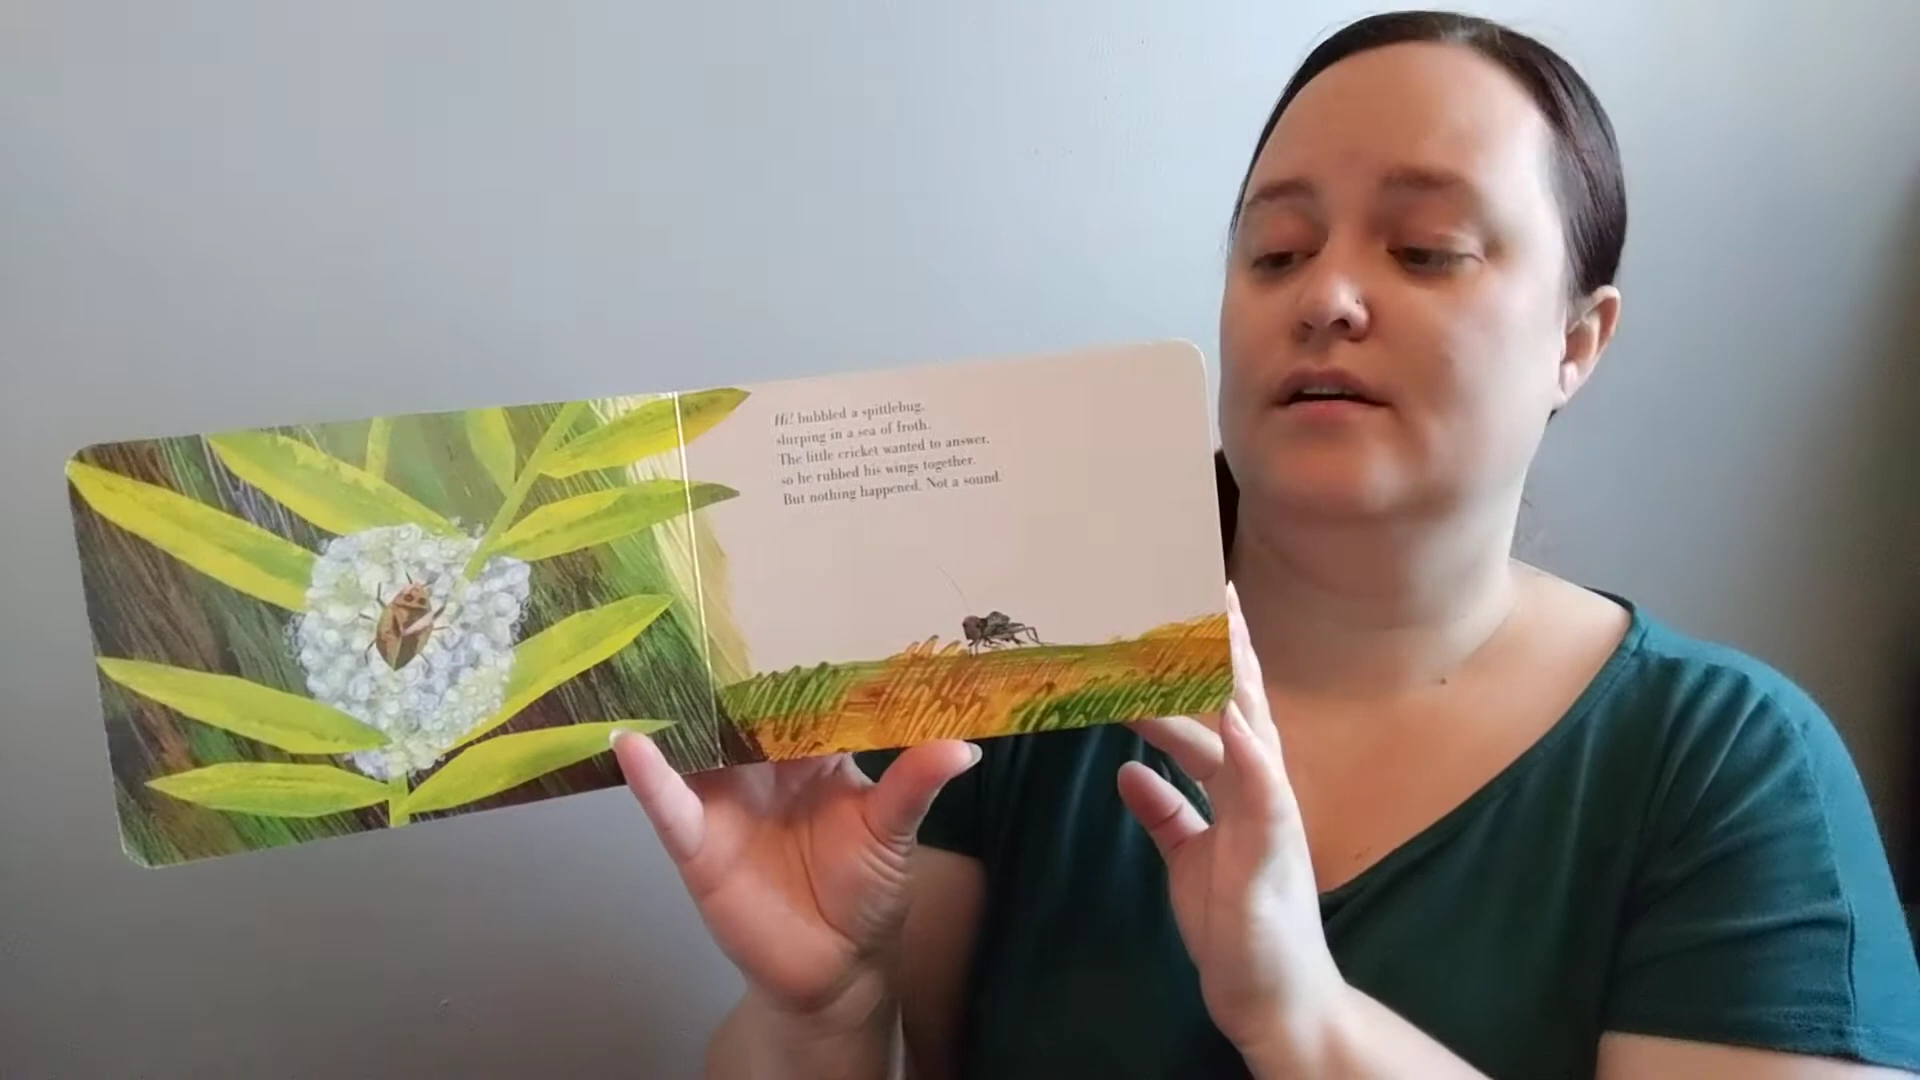 Hi! bubbled a spittlebug,
slurping in a sea of froth.
The little cricket wanted to answer,
so he rubbed his wings together.
But nothing happened. Not a sound.